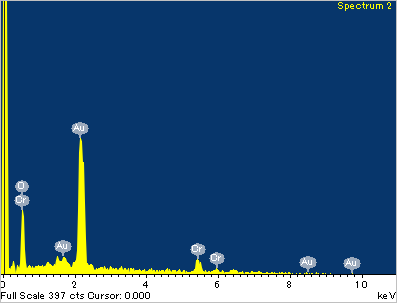 Spectrum 2
Au
O
Cr
Au
Cr
Cr
Au
Au
0 2 4 6 8 10
Full Scale 397 cts Cursor: 0.000 keV